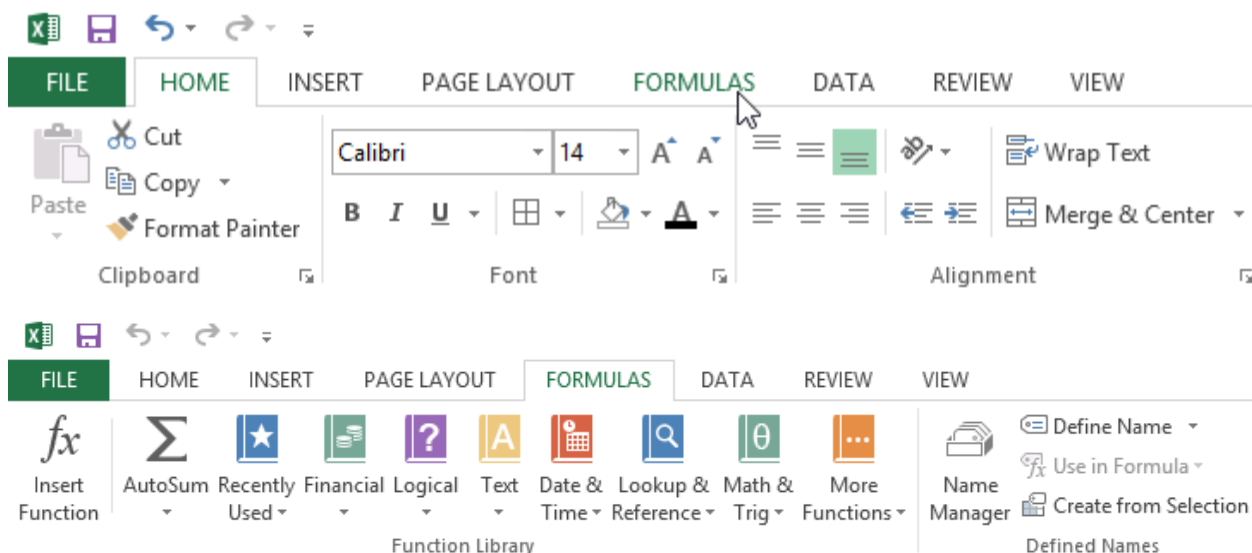 FILE HOME INSERT PAGE LAYOUT FORMULAS DATA REVIEW VIEW
Cut
Calibri 14 A A Wrap Text
Copy
Paste
B I U A Merge & Center
Format Painter
Clipboard Font Alignment
FILE HOME INSERT PAGE LAYOUT FORMULAS DATA REVIEW VIEW
fx Σ ? A θ Define Name
fx Use in Formula
Insert AutoSum Recently Financial Logical Text Date & Lookup & Math & More Name
Function Used Time Reference Trig Functions Manager Create from Selection
Function Library Defined Names